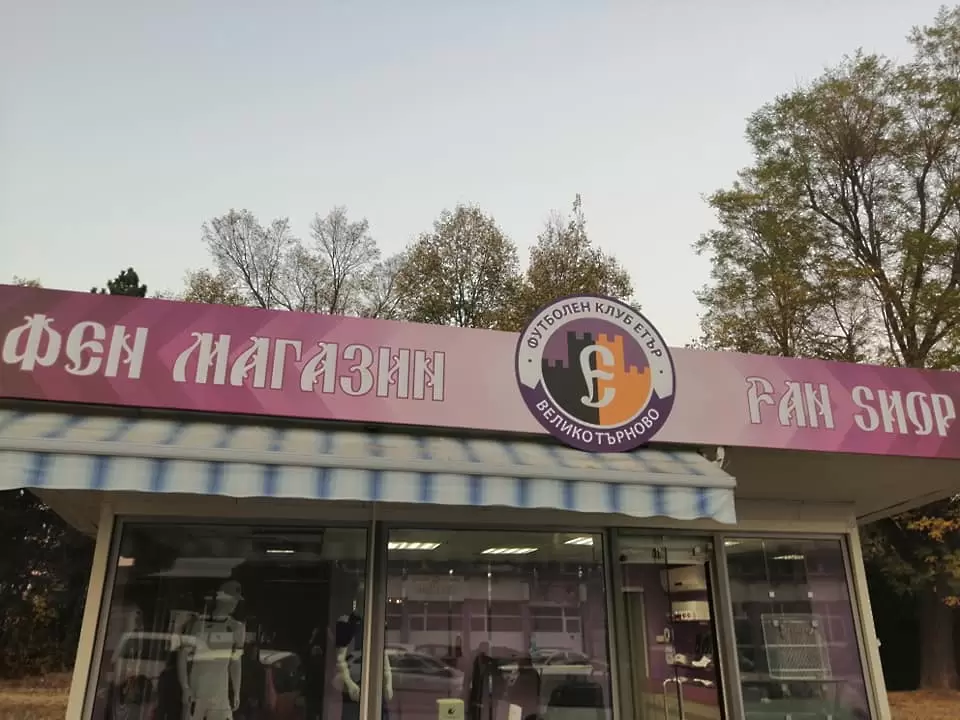 ФЕН МАГАЗИН
ФУТБОЛЕН КЛУБ ЕТЪР
Є
ВЕЛИКО ТЪРНОВО
FAN SHOP